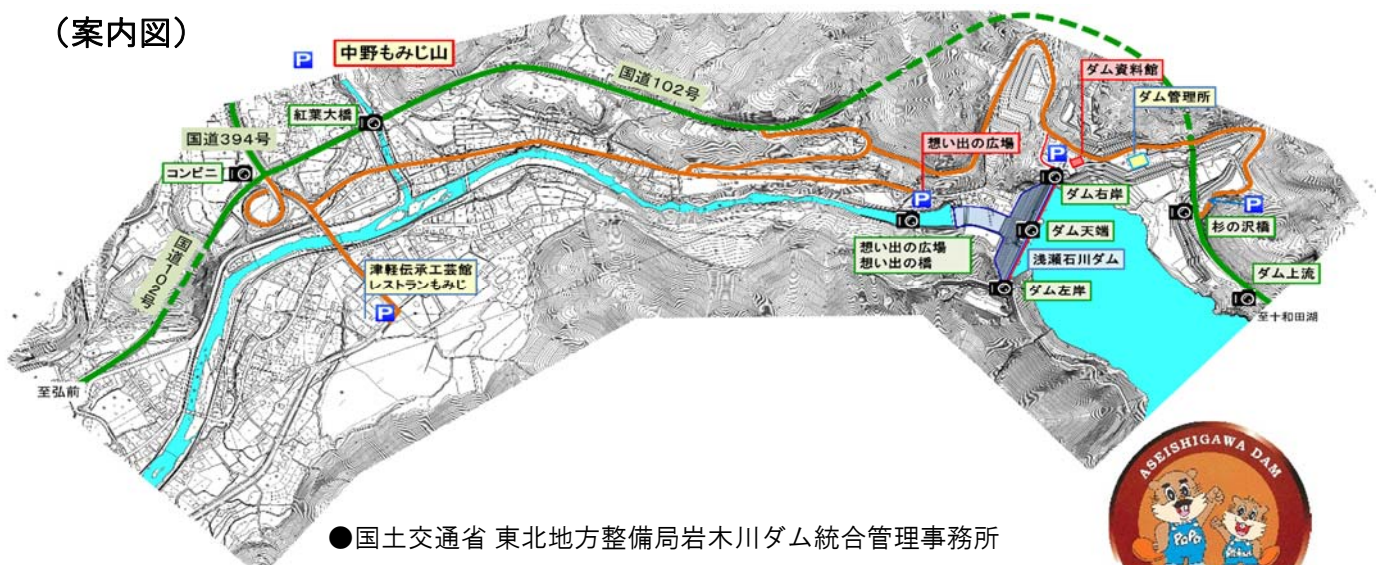 （案内図）
P
中野もみじ山
国道102号
紅葉大橋
国道394号
コンビニ
国道102号
津軽伝承工芸館
レストランもみじ
P
至弘前
想い出の広場
P
想い出の広場
想い出の橋
ダム資料館
ダム管理所
P
ダム右岸
ダム天端
浅瀬石川ダム
ダム左岸
P
杉の沢橋
ダム上流
至十和田湖
ASEISHIGAWA DAM
PaPa
●国土交通省 東北地方整備局岩木川ダム統合管理事務所